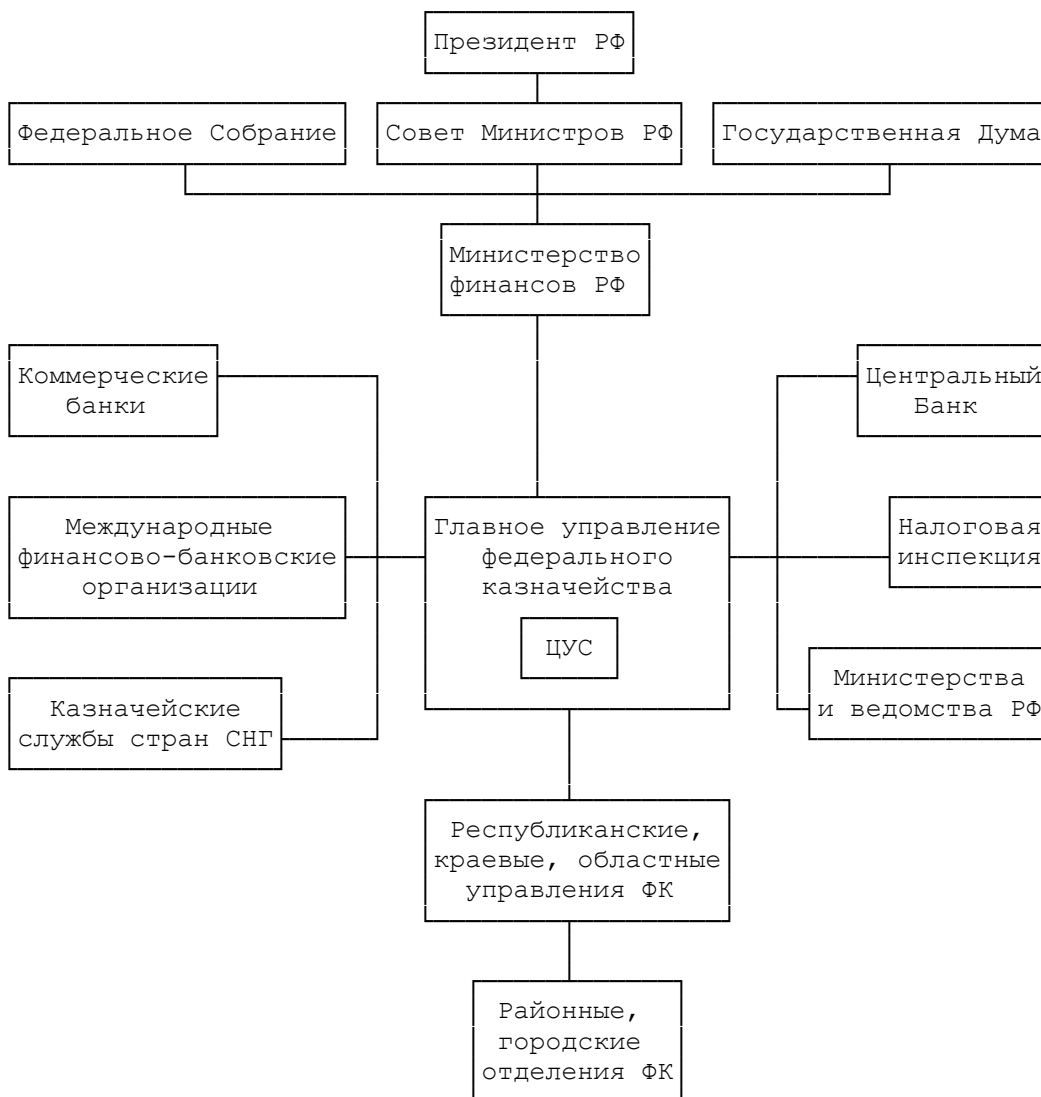 Президент РФ
Федеральное Собрание
Совет Министров РФ
Государственная Дума
Министерство
финансов РФ
Коммерческие
банки
Центральный
Банк
Международные
финансово-банковские
организации
Главное управление
федерального
казначейства
ЦУС
Налоговая
инспекция
Казначейские
службы стран СНГ
Министерства
и ведомства РФ
Республиканские,
краевые, областные
управления ФК
Районные,
городские
отделения ФК